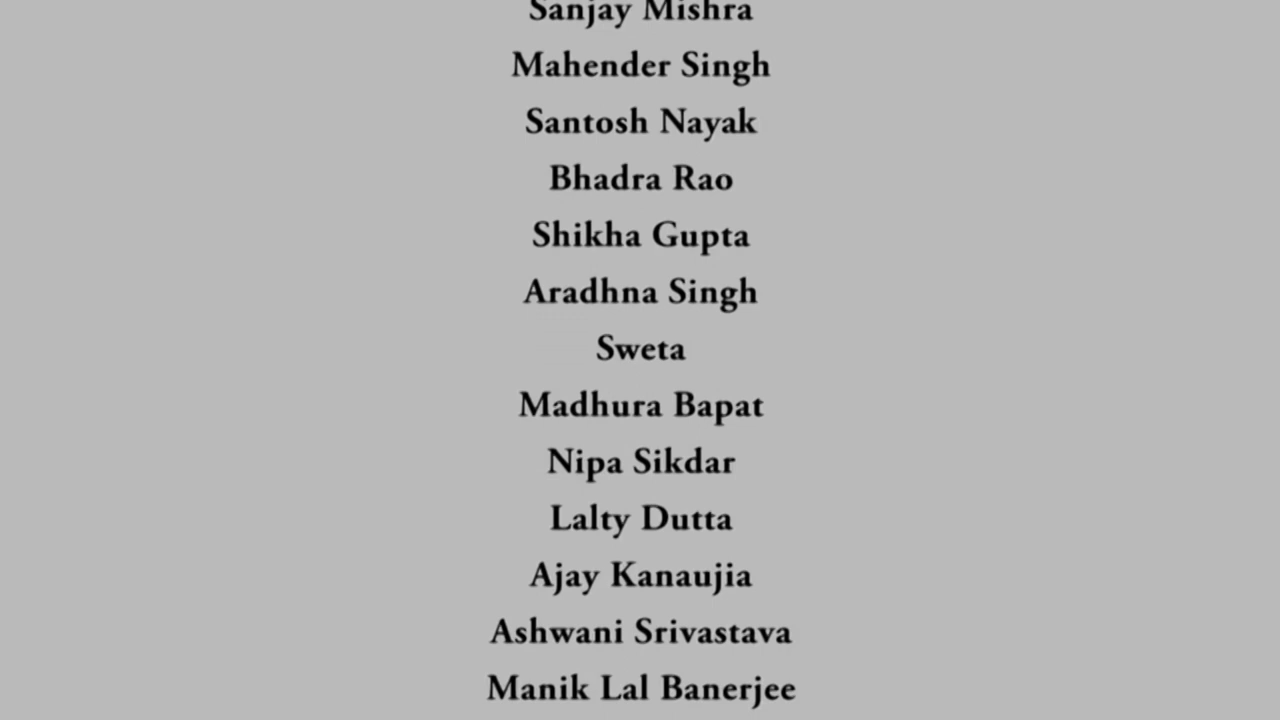 Sanjay Mishra
Mahender Singh
Santosh Nayak
Bhadra Rao
Shikha Gupta
Aradhna Singh
Sweta
Madhura Bapat
Nipa Sikdar
Lalty Dutta
Ajay Kanaujia
Ashwani Srivastava
Manik Lal Banerjee